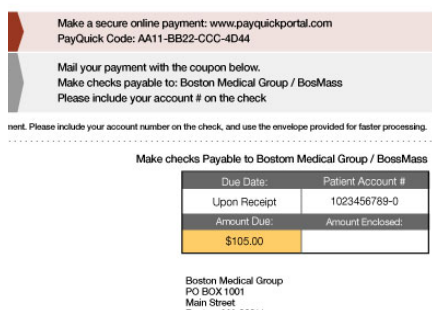 Make a secure online payment: www.payquickportal.com
PayQuick Code: AA11-BB22-CCC-4D44
Mail your payment with the coupon below.
Make checks payable to: Boston Medical Group / BosMass
Please include your account # on the check
ment. Please include your account number on the check, and use the envelope provided for faster processing.
Make checks Payable to Bostom Medical Group / BossMass
Due Date: Patient Account #
Upon Receipt 1023456789-0
Amount Due: Amount Enclosed:
$105.00
Boston Medical Group
PO BOX 1001
Main Street